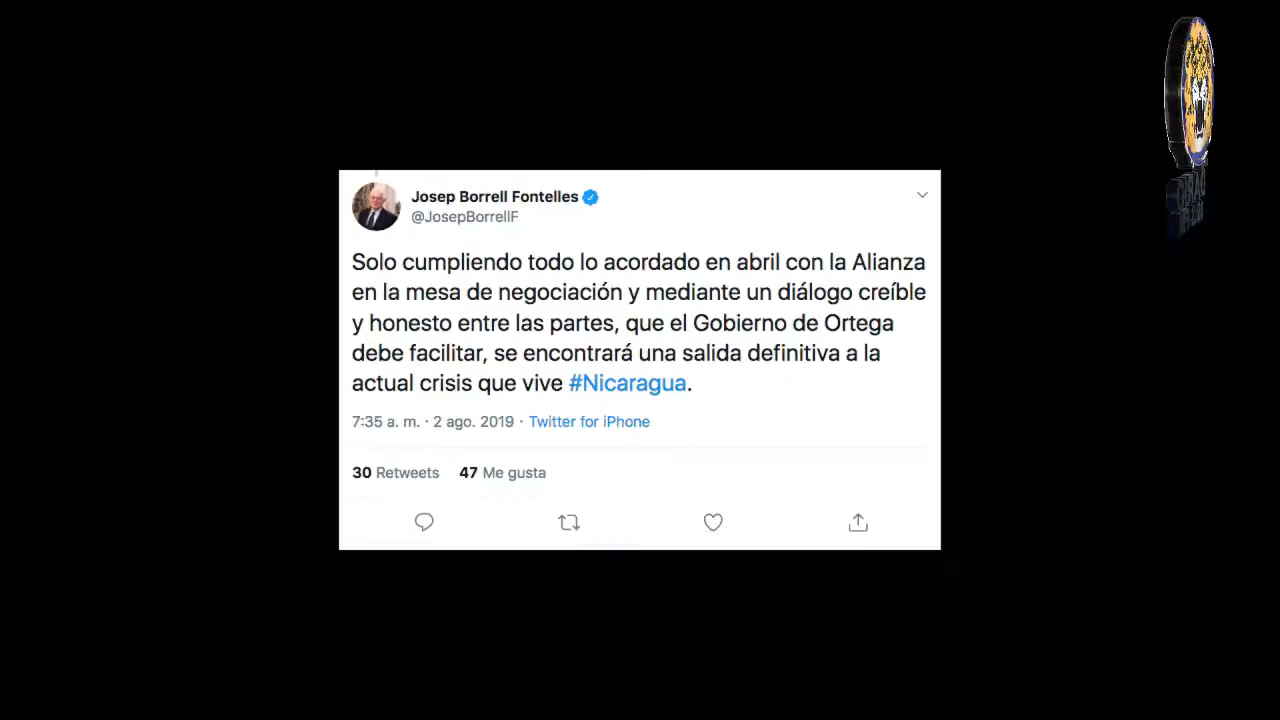 Josep Borrell Fontelles
@JosepBorrellF
Solo cumpliendo todo lo acordado en abril con la Alianza
en la mesa de negociación y mediante un diálogo creíble
y honesto entre las partes, que el Gobierno de Ortega
debe facilitar, se encontrará una salida definitiva a la
actual crisis que vive #Nicaragua.
7:35 a. m. · 2 ago. 2019 · Twitter for iPhone
30 Retweets 47 Me gusta